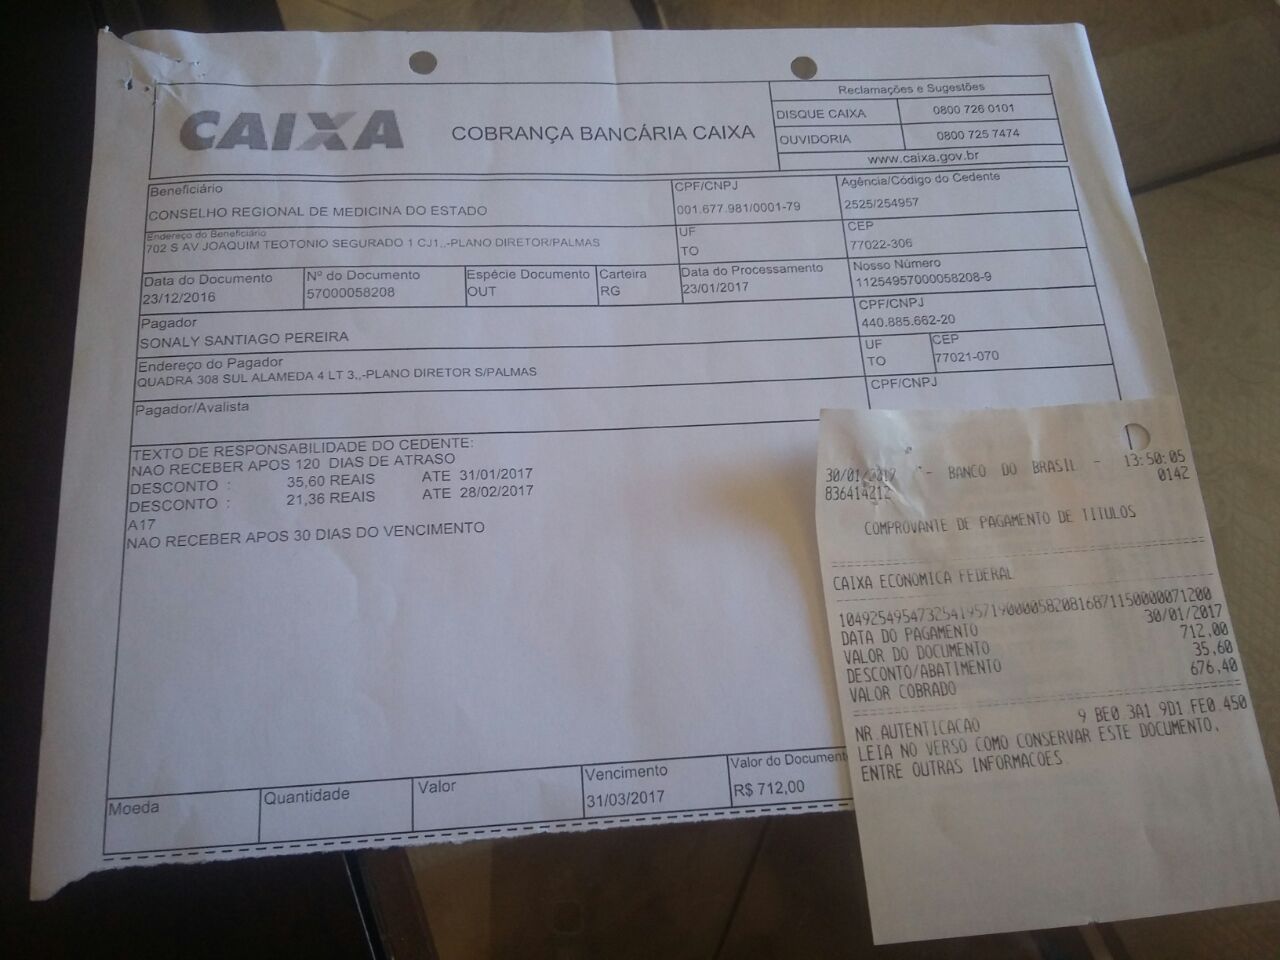 CAIXA
COBRANÇA BANCÁRIA CAIXA
Reclamações e Sugestões
DISQUE CAIXA 0800 726 0101
OUVIDORIA 0800 725 7474
www.caixa.gov.br
Beneficiário CPF/CNPJ Agência/Código do Cedente
CONSELHO REGIONAL DE MEDICINA DO ESTADO 001.677.981/0001-79 2525/254957
Endereço do Beneficiário UF CEP
702 S AV JOAQUIM TEOTONIO SEGURADO 1 CJ1,,-PLANO DIRETOR/PALMAS TO 77022-306
Data do Documento Nº do Documento Espécie Documento Carteira Data do Processamento Nosso Número
23/12/2016 57000058208 OUT RG 23/01/2017 11254957000058208-9
Pagador CPF/CNPJ
SONALY SANTIAGO PEREIRA 440.885.662-20
Endereço do Pagador UF CEP
QUADRA 308 SUL ALAMEDA 4 LT 3,,-PLANO DIRETOR S/PALMAS TO 77021-070
Pagador/Avalista CPF/CNPJ
TEXTO DE RESPONSABILIDADE DO CEDENTE:
NAO RECEBER APOS 120 DIAS DE ATRASO
DESCONTO : 35,60 REAIS ATE 31/01/2017
DESCONTO : 21,36 REAIS ATE 28/02/2017
A17
NAO RECEBER APOS 30 DIAS DO VENCIMENTO
Moeda Quantidade Valor Vencimento Valor do Document
31/03/2017 R$ 712,00
30/01/2017 - BANCO DO BRASIL - 13:50:05
836414212 0142
COMPROVANTE DE PAGAMENTO DE TITULOS
CAIXA ECONOMICA FEDERAL
10492549547325419571900005820816871150000071200
DATA DO PAGAMENTO 30/01/2017
VALOR DO DOCUMENTO 712,00
DESCONTO/ABATIMENTO 35,60
VALOR COBRADO 676,40
NR.AUTENTICACAO 9.BE0.3A1.9D1.FE0.450
LEIA NO VERSO COMO CONSERVAR ESTE DOCUMENTO,
ENTRE OUTRAS INFORMACOES.